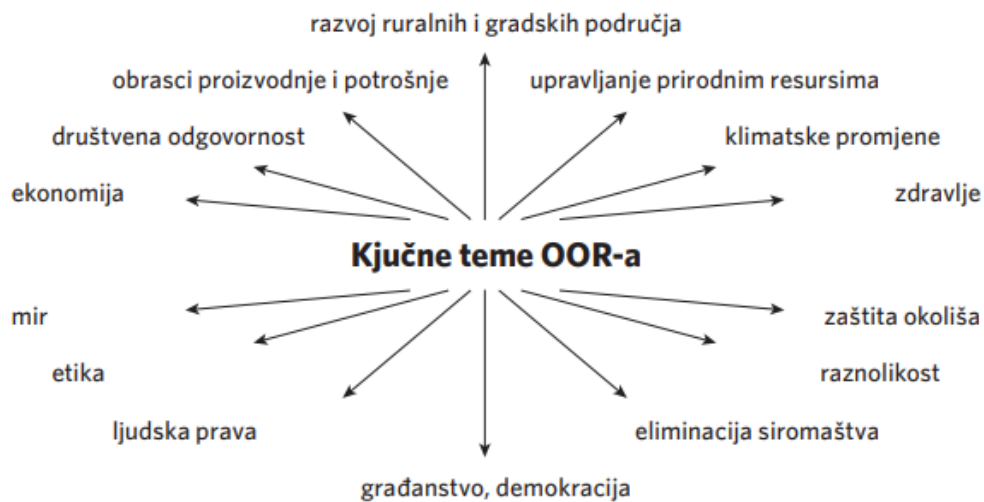 razvoj ruralnih i gradskih područja
obrasci proizvodnje i potrošnje
upravljanje prirodnim resursima
društvena odgovornost
klimatske promjene
ekonomija
zdravlje
Kjučne teme OOR-a
mir
zaštita okoliša
etika
raznolikost
ljudska prava
eliminacija siromaštva
građanstvo, demokracija